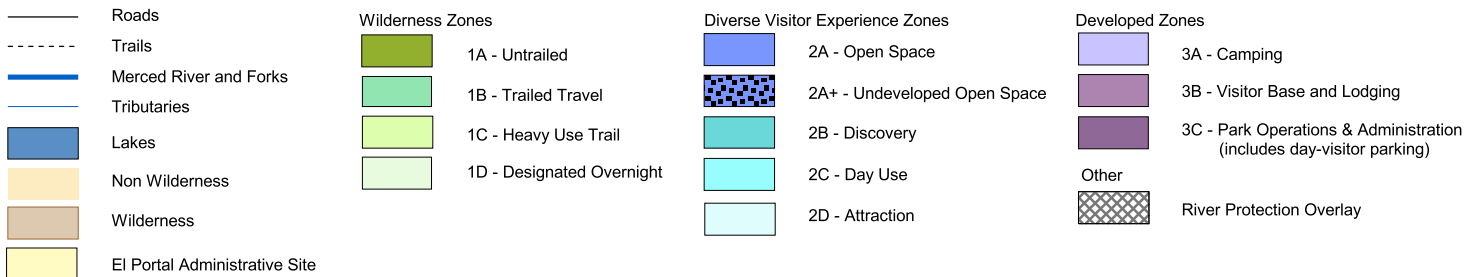 Roads
Trails
Merced River and Forks
Tributaries
Lakes
Non Wilderness
Wilderness
El Portal Administrative Site
Wilderness Zones
1A - Untrailed
1B - Trailed Travel
1C - Heavy Use Trail
1D - Designated Overnight
Diverse Visitor Experience Zones
2A - Open Space
2A+ - Undeveloped Open Space
2B - Discovery
2C - Day Use
2D - Attraction
Developed Zones
3A - Camping
3B - Visitor Base and Lodging
3C - Park Operations & Administration
(includes day-visitor parking)
Other
River Protection Overlay